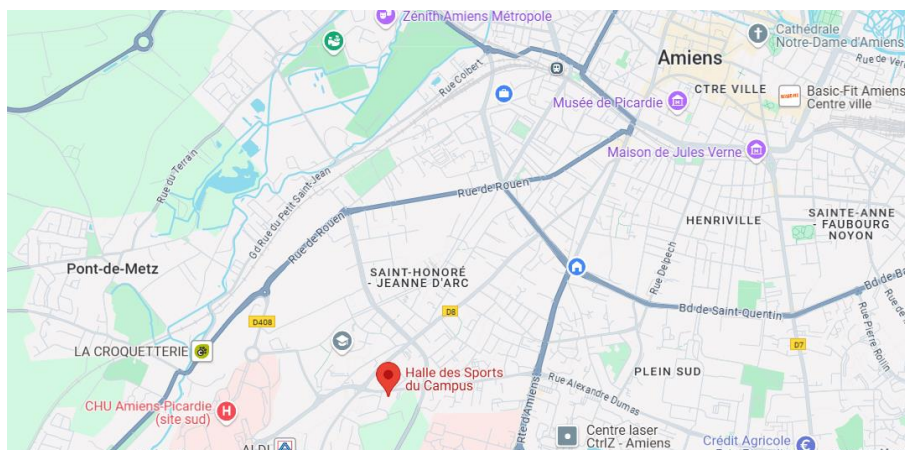 Zénith Amiens Métropole
Cathédrale
Notre-Dame d'Amiens
Amiens
Rue Colbert
CTRE VILLE
Basic-Fit Amiens
Centre ville
Musée de Picardie
Maison de Jules Verne
Rue du Terrain
Gd Rue du Petit Saint-Jean
Rue de Rouen
Rue de Rouen
HENRIVILLE
SAINTE-ANNE
- FAUBOURG
NOYON
Pont-de-Metz
SAINT-HONORÉ
- JEANNE D'ARC
Rue Delpech
Bd de Saint-Quentin
D408
D8
D7
Rue Pierre Rollin
LA CROQUETTERIE
Halle des Sports
du Campus
PLEIN SUD
Rue Alexandre Dumas
Rte d'Amiens
CHU Amiens-Picardie
(site sud)
H
ALDI
Centre laser
CtrlZ - Amiens
Crédit Agricole